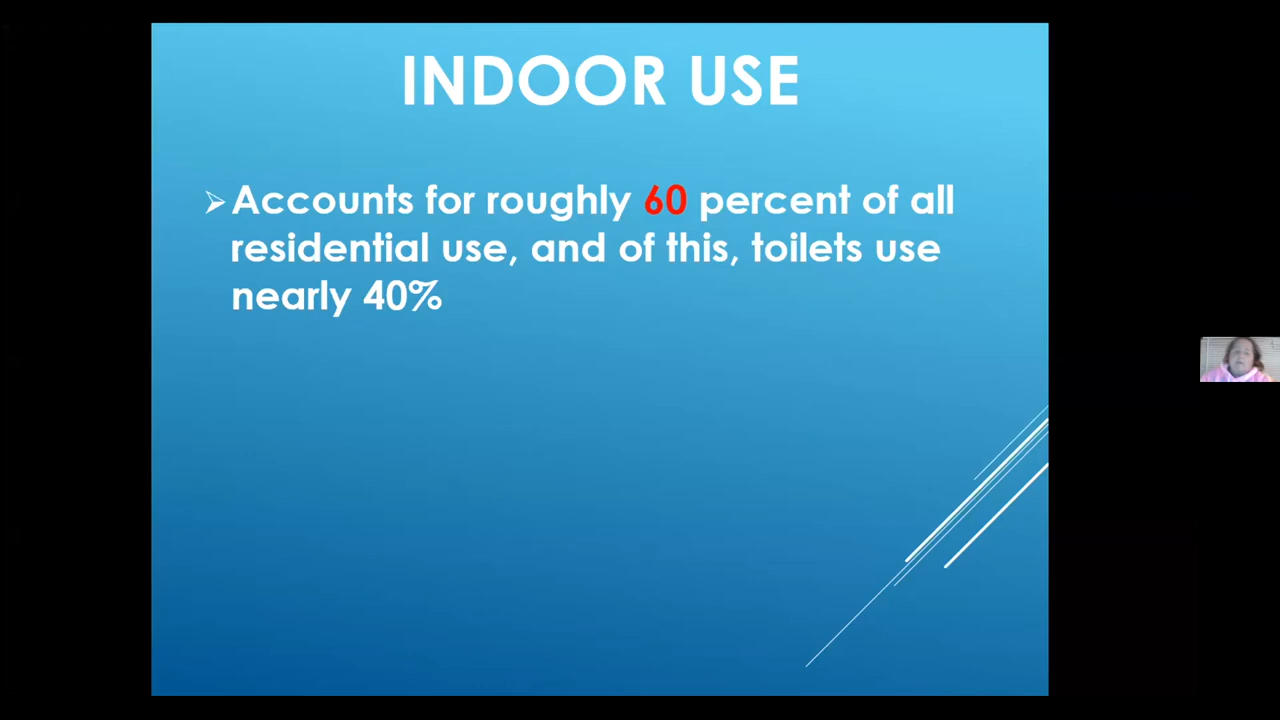 INDOOR USE
Accounts for roughly 60 percent of all
residential use, and of this, toilets use
nearly 40%